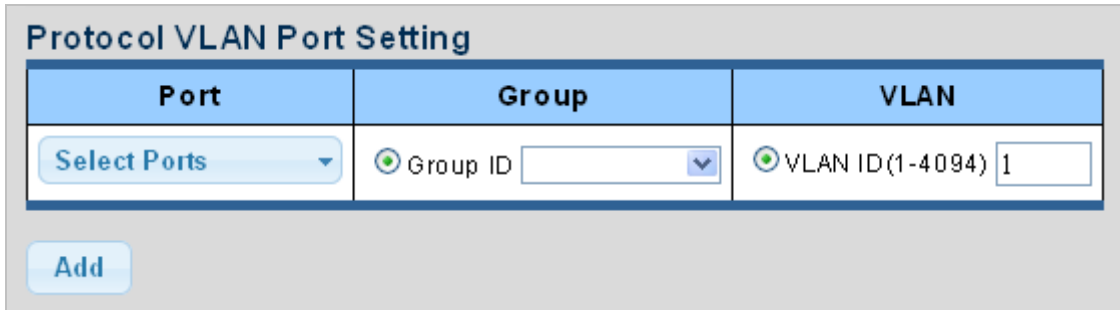 Protocol VLAN Port Setting
Port Group VLAN
Select Ports Group ID VLAN ID(1-4094) 1
Add